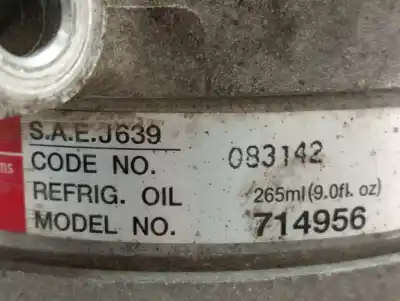 S.A.E.J639
CODE NO. 083142
REFRIG. OIL 265ml(9.0fl. oz)
MODEL NO. 714956